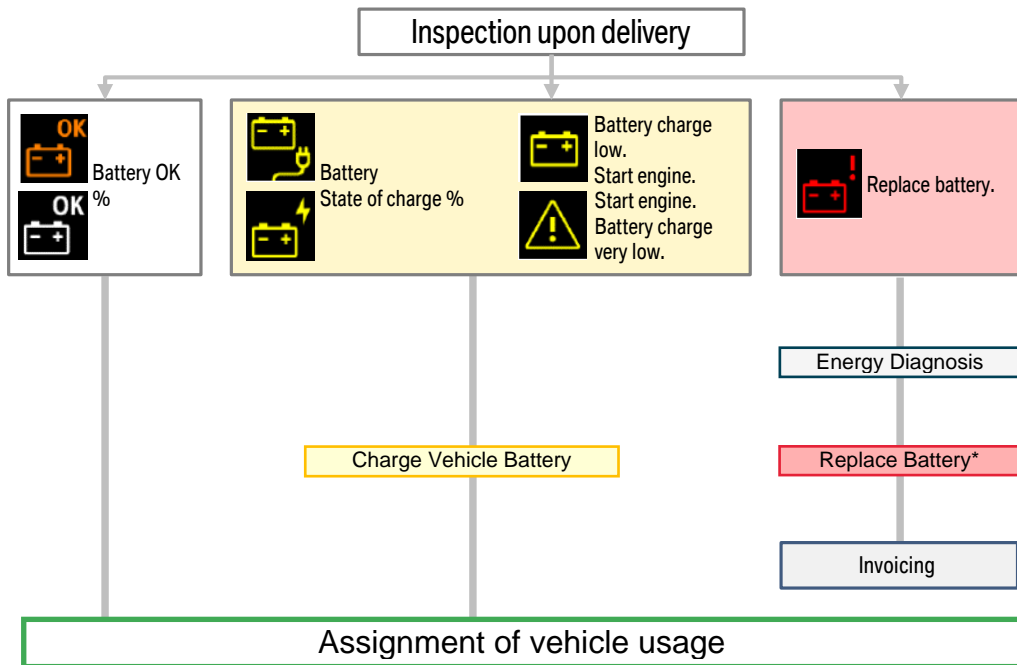 Inspection upon delivery
OK
OK
Battery OK
%
Battery
State of charge %
Battery charge
low.
Start engine.
Start engine.
Battery charge
very low.
Replace battery.
Energy Diagnosis
Charge Vehicle Battery
Replace Battery*
Invoicing
Assignment of vehicle usage